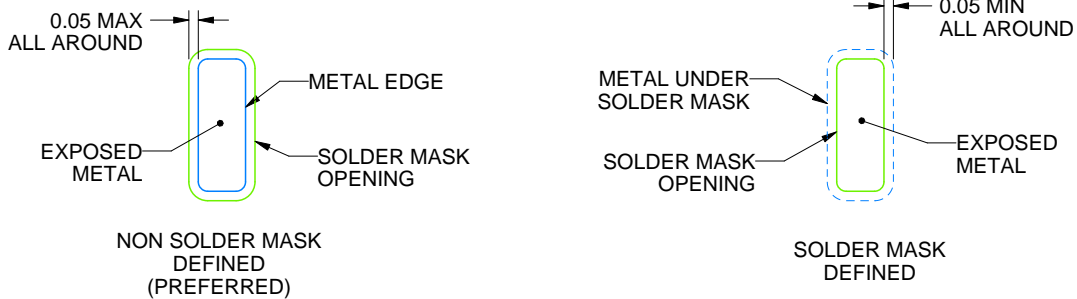 0.05 MAX
ALL AROUND
METAL EDGE
EXPOSED
METAL
SOLDER MASK
OPENING
NON SOLDER MASK
DEFINED
(PREFERRED)
0.05 MIN
ALL AROUND
METAL UNDER
SOLDER MASK
SOLDER MASK
OPENING
EXPOSED
METAL
SOLDER MASK
DEFINED